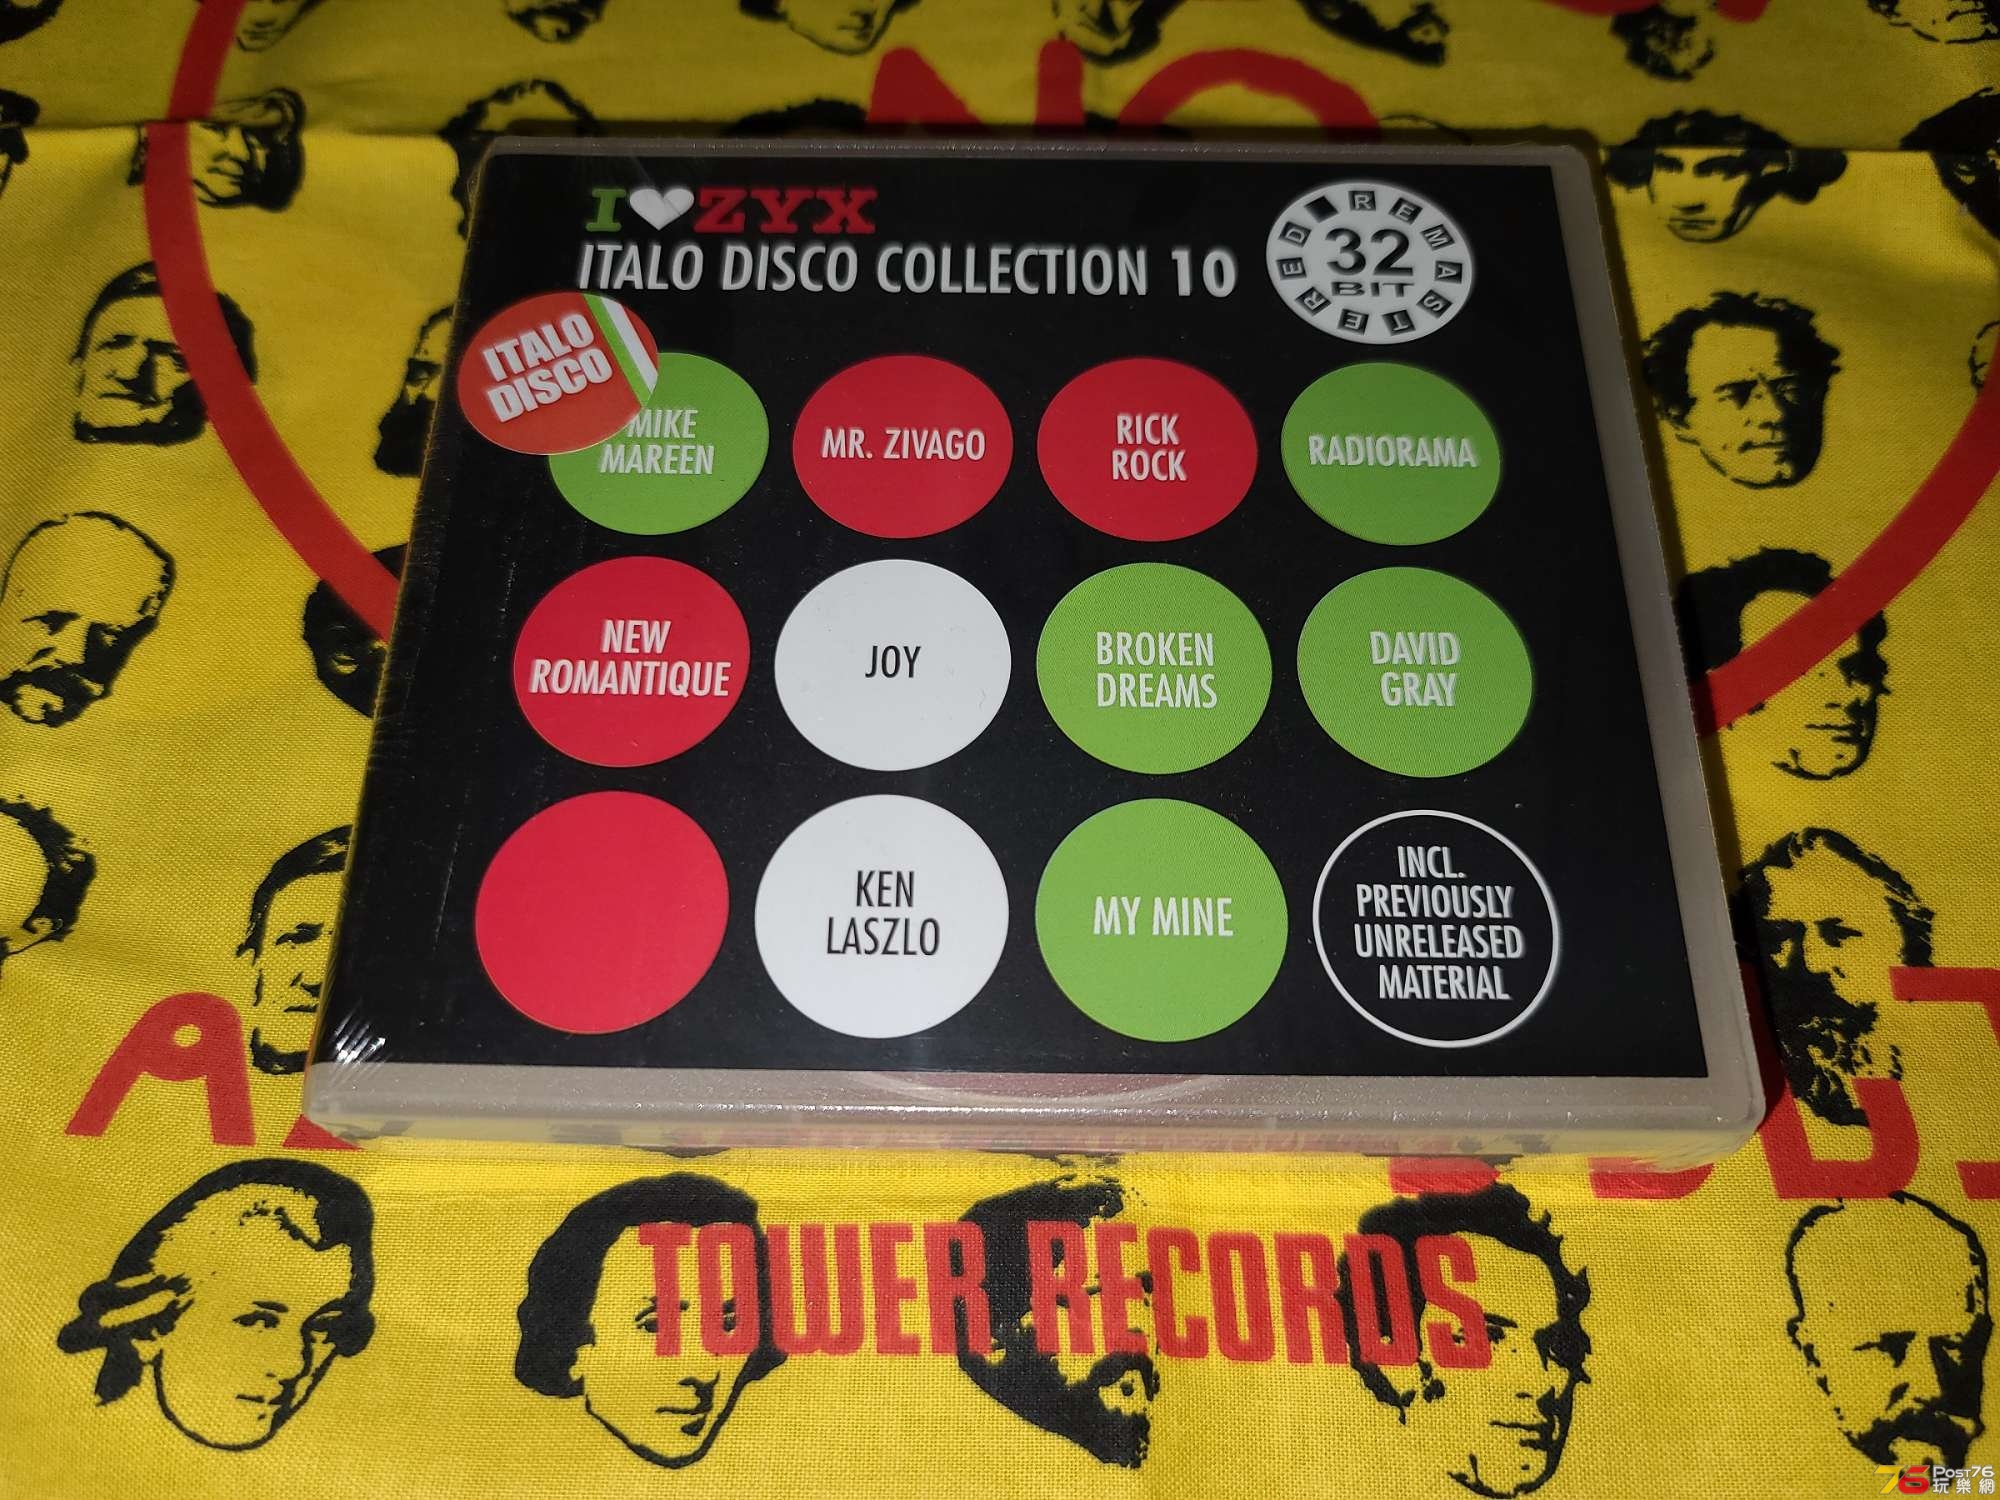 NO
I ZYX
ITALO DISCO COLLECTION 10
REMASTERED
32
BIT
ITALO
DISCO
MIKE
MAREEN
MR. ZIVAGO
RICK
ROCK
RADIORAMA
NEW
ROMANTIQUE
JOY
BROKEN
DREAMS
DAVID
GRAY
KEN
LASZLO
MY MINE
INCL.
PREVIOUSLY
UNRELEASED
MATERIAL
TOWER RECORDS
76 POST76
玩樂網